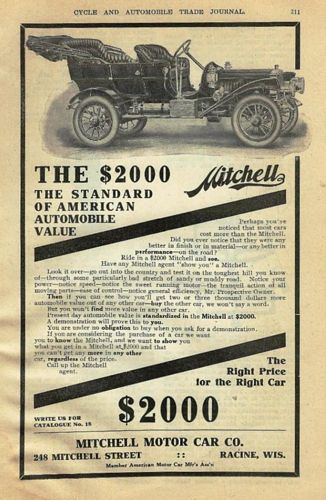 CYCLE AND AUTOMOBILE TRADE JOURNAL.
211
THE $2000
Mitchell
THE STANDARD
OF AMERICAN
AUTOMOBILE
VALUE
Perhaps you've
noticed that most cars
cost more than the Mitchell.
Did you ever notice that they were any
better in finish or in material—or any better in
performance—on the road?
Ride in a $2000 Mitchell and see.
Have any Mitchell agent "show you" a Mitchell.
Look it over—go out into the country and test it on the toughest hill you know
of—through some particularly bad stretch of sandy or muddy road. Notice your
power—notice speed—notice the sweet running motor—the tranquil action of all
moving parts—ease of control—notice general efficiency, Mr. Prospective Owner.
Then if you can see how you'll get two or three thousand dollars more
automobile value out of any other car—buy the other car, we won't say a word.
But you won't find more value in any other car.
Present day automobile value is standardized in the Mitchell at $2000.
A demonstration will prove this to you.
You are under no obligation to buy when you ask for a demonstration.
If you are considering the purchase of a car we want
you to know the Mitchell, and we want to show you
what you get in a Mitchell at $2000 and that
you can't get any more in any other
car, regardless of the price.
Call up the Mitchell
agent.
The
Right Price
for the Right Car
$2000
WRITE US FOR
CATALOGUE No. 18
MITCHELL MOTOR CAR CO.
248 MITCHELL STREET :: RACINE, WIS.
Member American Motor Car Mfr's Ass'n